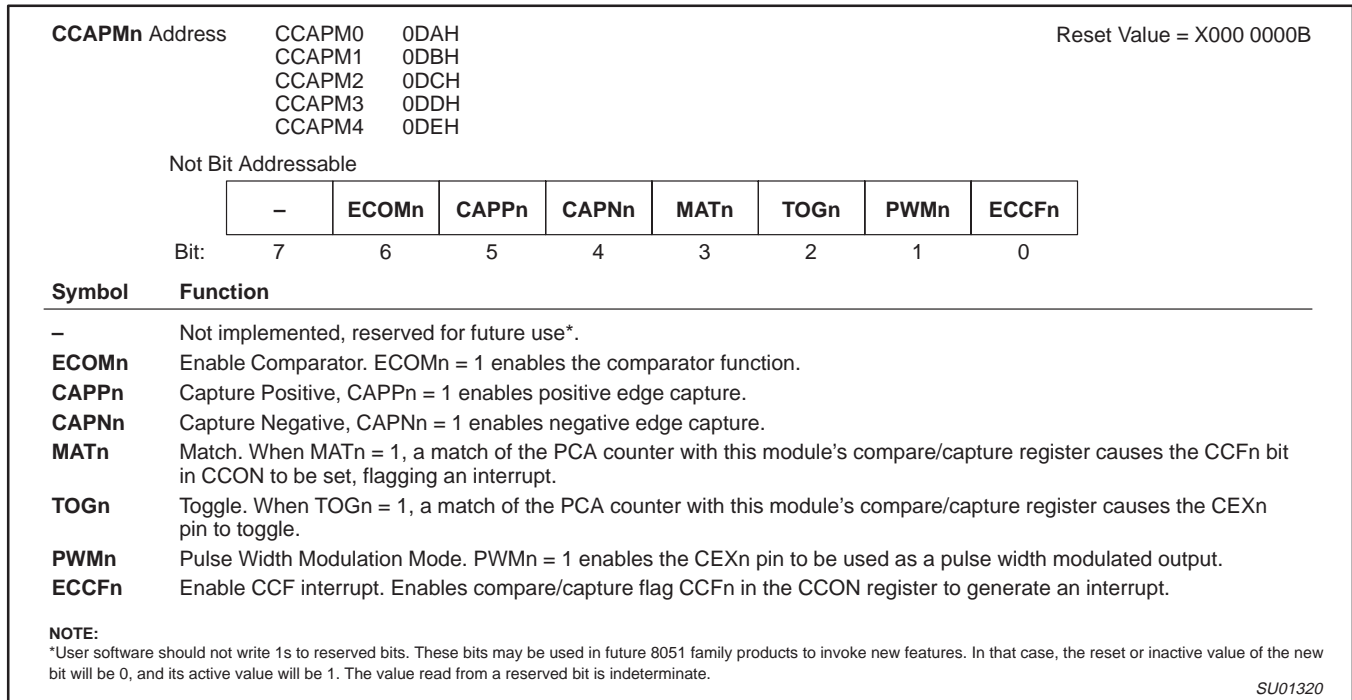 CCAPMn Address CCAPM0 0DAH Reset Value = X000 0000B
CCAPM1 0DBH
CCAPM2 0DCH
CCAPM3 0DDH
CCAPM4 0DEH
Not Bit Addressable
– ECOMn CAPPn CAPNn MATn TOGn PWMn ECCFn
Bit: 7 6 5 4 3 2 1 0
Symbol Function
– Not implemented, reserved for future use*.
ECOMn Enable Comparator. ECOMn = 1 enables the comparator function.
CAPPn Capture Positive, CAPPn = 1 enables positive edge capture.
CAPNn Capture Negative, CAPNn = 1 enables negative edge capture.
MATn Match. When MATn = 1, a match of the PCA counter with this module’s compare/capture register causes the CCFn bit
in CCON to be set, flagging an interrupt.
TOGn Toggle. When TOGn = 1, a match of the PCA counter with this module’s compare/capture register causes the CEXn
pin to toggle.
PWMn Pulse Width Modulation Mode. PWMn = 1 enables the CEXn pin to be used as a pulse width modulated output.
ECCFn Enable CCF interrupt. Enables compare/capture flag CCFn in the CCON register to generate an interrupt.
NOTE:
*User software should not write 1s to reserved bits. These bits may be used in future 8051 family products to invoke new features. In that case, the reset or inactive value of the new
bit will be 0, and its active value will be 1. The value read from a reserved bit is indeterminate.
SU01320